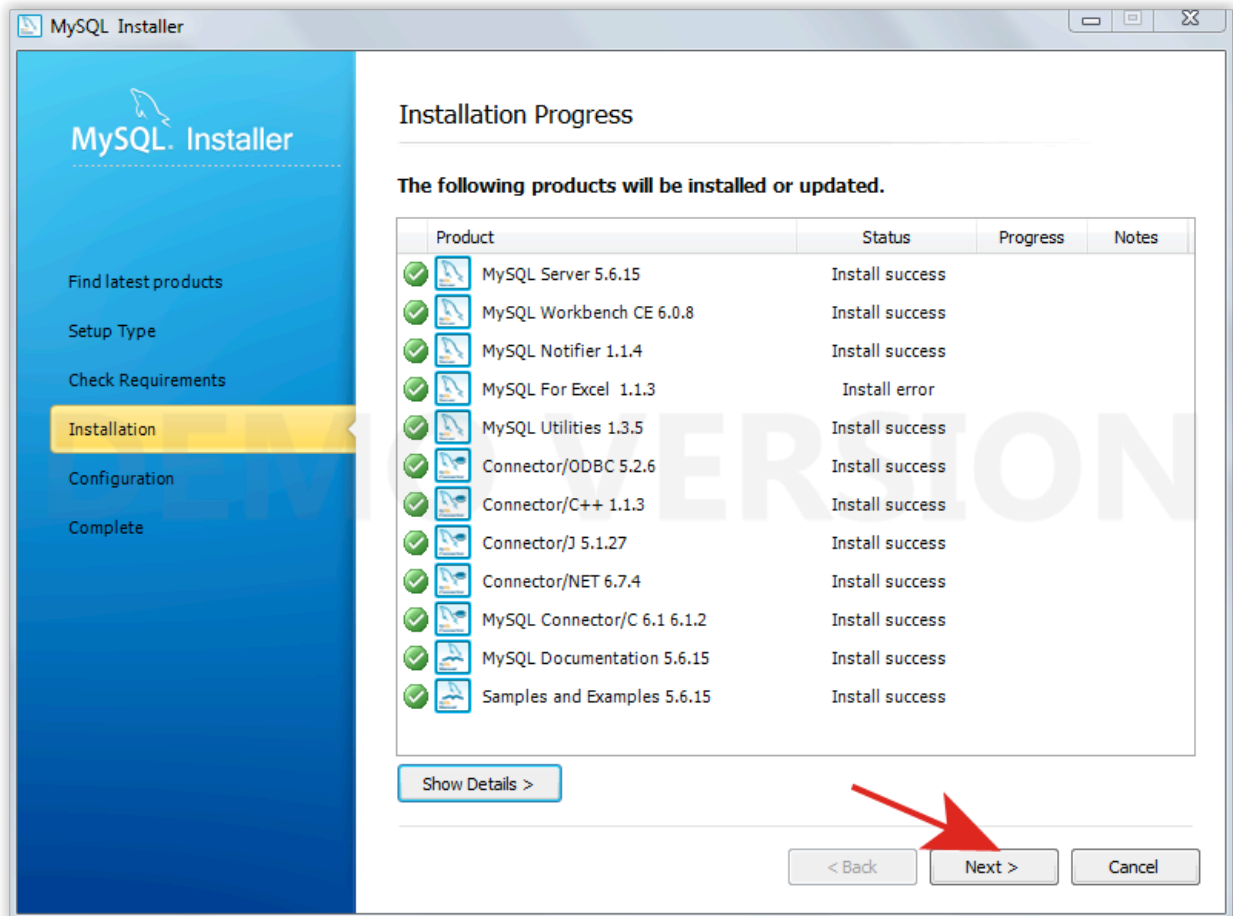 MySQL Installer
MySQL. Installer
Find latest products
Setup Type
Check Requirements
Installation
Configuration
Complete
Installation Progress
The following products will be installed or updated.
Product Status Progress Notes
MySQL Server 5.6.15 Install success
MySQL Workbench CE 6.0.8 Install success
MySQL Notifier 1.1.4 Install success
MySQL For Excel 1.1.3 Install error
MySQL Utilities 1.3.5 Install success
Connector/ODBC 5.2.6 Install success
Connector/C++ 1.1.3 Install success
Connector/J 5.1.27 Install success
Connector/NET 6.7.4 Install success
MySQL Connector/C 6.1 6.1.2 Install success
MySQL Documentation 5.6.15 Install success
Samples and Examples 5.6.15 Install success
DEMO VERSION
Show Details >
< Back Next > Cancel